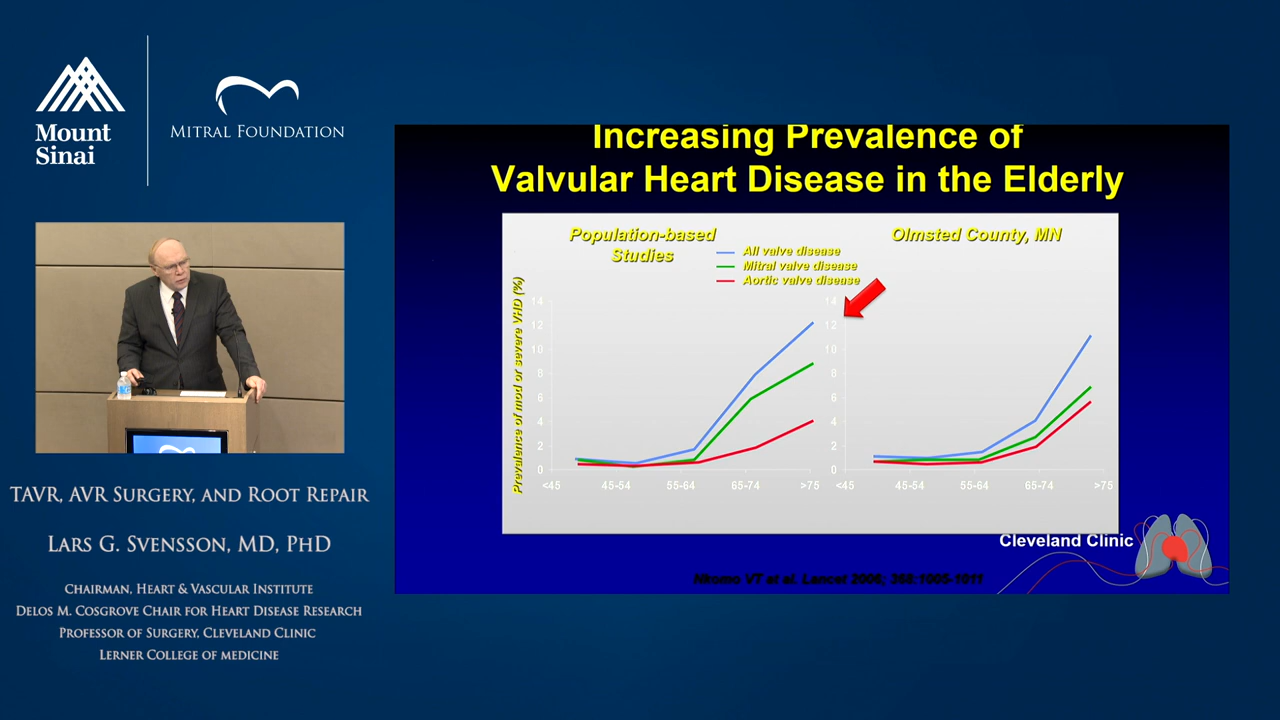 Mount
Sinai
MITRAL FOUNDATION
TAVR, AVR SURGERY, AND ROOT REPAIR
LARS G. SVENSSON, MD, PHD
CHAIRMAN, HEART & VASCULAR INSTITUTE
DELOS M. COSGROVE CHAIR FOR HEART DISEASE RESEARCH
PROFESSOR OF SURGERY, CLEVELAND CLINIC
LERNER COLLEGE OF MEDICINE
Increasing Prevalence of
Valvular Heart Disease in the Elderly
Population-based
Studies
All valve disease
Mitral valve disease
Aortic valve disease
Olmsted County, MN
Prevalence of mod or severe VHD (%)
14
12
10
8
6
4
2
0
<45 45-54 55-64 65-74 >75
14
12
10
8
6
4
2
0
<45 45-54 55-64 65-74 >75
Cleveland Clinic
Nkomo VT et al. Lancet 2006; 368:1005-1011